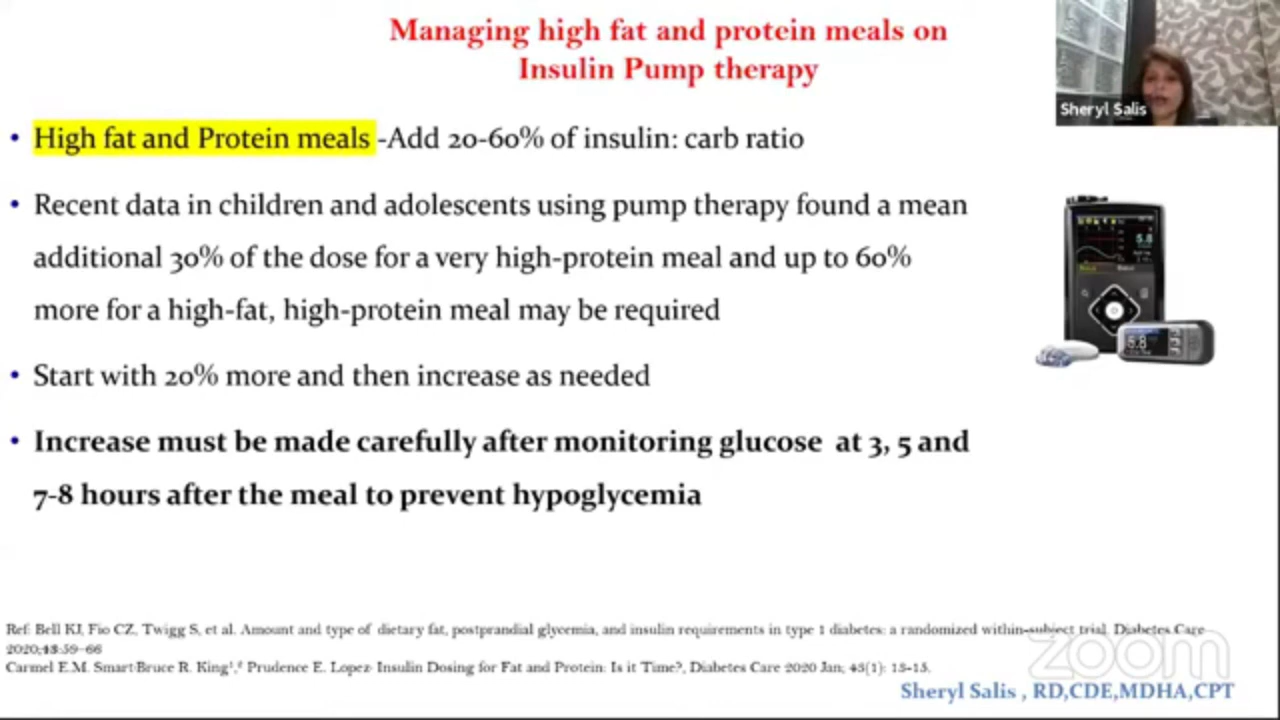 Managing high fat and protein meals on
Insulin Pump therapy
Sheryl Salis
• High fat and Protein meals -Add 20-60% of insulin: carb ratio
• Recent data in children and adolescents using pump therapy found a mean
additional 30% of the dose for a very high-protein meal and up to 60%
more for a high-fat, high-protein meal may be required
5.8
5.8
• Start with 20% more and then increase as needed
• Increase must be made carefully after monitoring glucose at 3, 5 and
7-8 hours after the meal to prevent hypoglycemia
Ref: Bell KJ, Fio CZ, Twigg S, et al. Amount and type of dietary fat, postprandial glycemia, and insulin requirements in type 1 diabetes: a randomized within-subject trial. Diabetes Care
2020;43:59–66
Carmel E.M. Smart Bruce R. King¹,² Prudence E. Lopez· Insulin Dosing for Fat and Protein: Is it Time?, Diabetes Care 2020 Jan; 43(1): 13-15.
zoom
Sheryl Salis , RD,CDE,MDHA,CPT